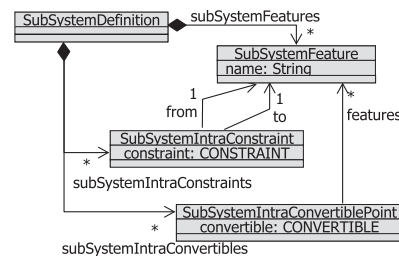 SubSystemDefinition
subSystemFeatures
*
SubSystemFeature
name: String
1
from
1
to
*
features
SubSystemIntraConstraint
constraint: CONSTRAINT
*
subSystemIntraConstraints
SubSystemIntraConvertiblePoint
convertible: CONVERTIBLE
*
subSystemIntraConvertibles